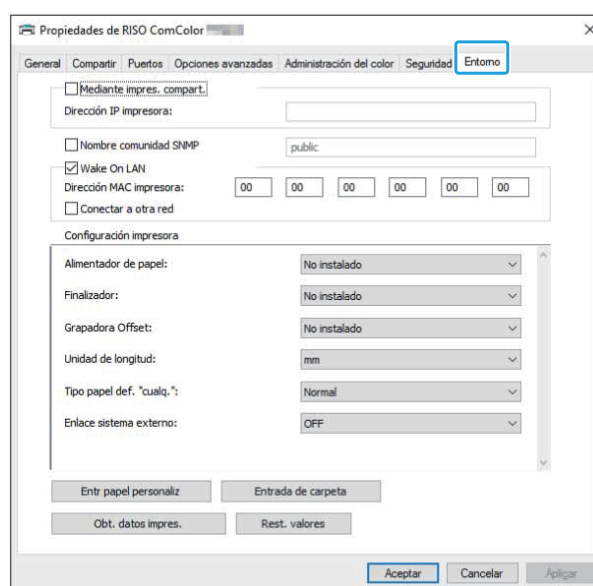 Propiedades de RISO ComColor
General Compartir Puertos Opciones avanzadas Administración del color Seguridad Entorno
Mediante impres. compart.
Dirección IP impresora:
Nombre comunidad SNMP public
Wake On LAN
Dirección MAC impresora: 00 00 00 00 00 00
Conectar a otra red
Configuración impresora
Alimentador de papel: No instalado
Finalizador: No instalado
Grapadora Offset: No instalado
Unidad de longitud: mm
Tipo papel def. "cualq.": Normal
Enlace sistema externo: OFF
Entr papel personaliz Entrada de carpeta
Obt. datos impres. Rest. valores
Aceptar Cancelar Aplicar